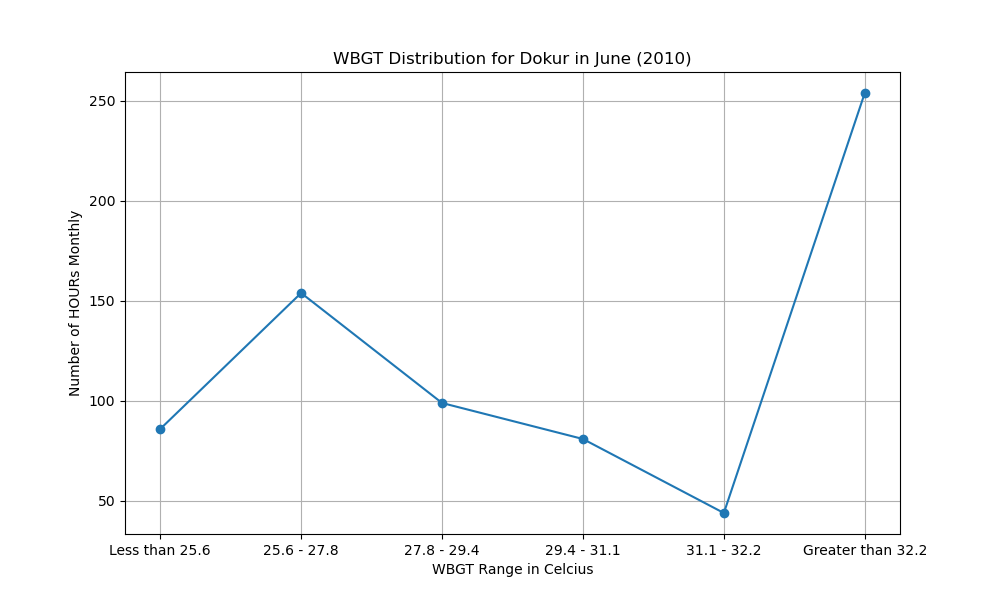 WBGT Distribution for Dokur in June (2010)
Number of HOURs Monthly
250
200
150
100
50
Less than 25.6
25.6 - 27.8
27.8 - 29.4
29.4 - 31.1
31.1 - 32.2
Greater than 32.2
WBGT Range in Celcius